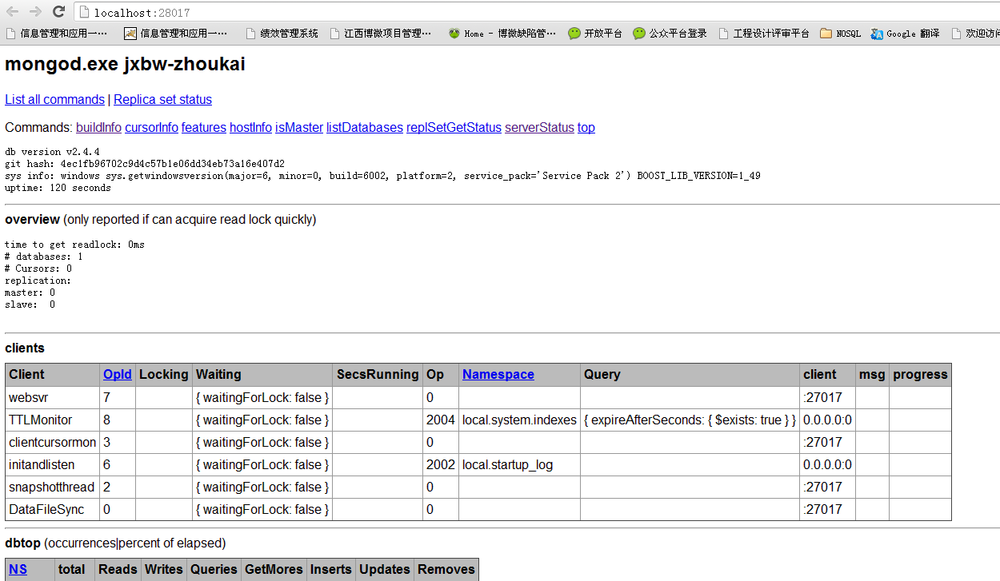 localhost:28017
信息管理和应用一··· 信息管理和应用一··· 绩效管理系统 江西博微项目管理··· Home - 博微缺陷管··· 开放平台 公众平台登录 工程设计评审平台 NOSQL Google 翻译 欢迎访问
mongod.exe jxbw-zhoukai
List all commands | Replica set status
Commands: buildInfo cursorInfo features hostInfo isMaster listDatabases replSetGetStatus serverStatus top
db version v2.4.4
git hash: 4ec1fb96702c9d4c57b1e06dd34eb73a16e407d2
sys info: windows sys.getwindowsversion(major=6, minor=0, build=6002, platform=2, service_pack='Service Pack 2') BOOST_LIB_VERSION=1_49
uptime: 120 seconds
overview (only reported if can acquire read lock quickly)
time to get readlock: 0ms
# databases: 1
# Cursors: 0
replication:
master: 0
slave:  0
clients
Client OpId Locking Waiting SecsRunning Op Namespace Query client msg progress
websvr 7 { waitingForLock: false } 0 :27017
TTLMonitor 8 { waitingForLock: false } 2004 local.system.indexes { expireAfterSeconds: { $exists: true } } 0.0.0.0:0
clientcursormon 3 { waitingForLock: false } 0 :27017
initandlisten 6 { waitingForLock: false } 2002 local.startup_log 0.0.0.0:0
snapshotthread 2 { waitingForLock: false } 0 :27017
DataFileSync 0 { waitingForLock: false } 0 :27017
dbtop (occurrences|percent of elapsed)
NS total Reads Writes Queries GetMores Inserts Updates Removes